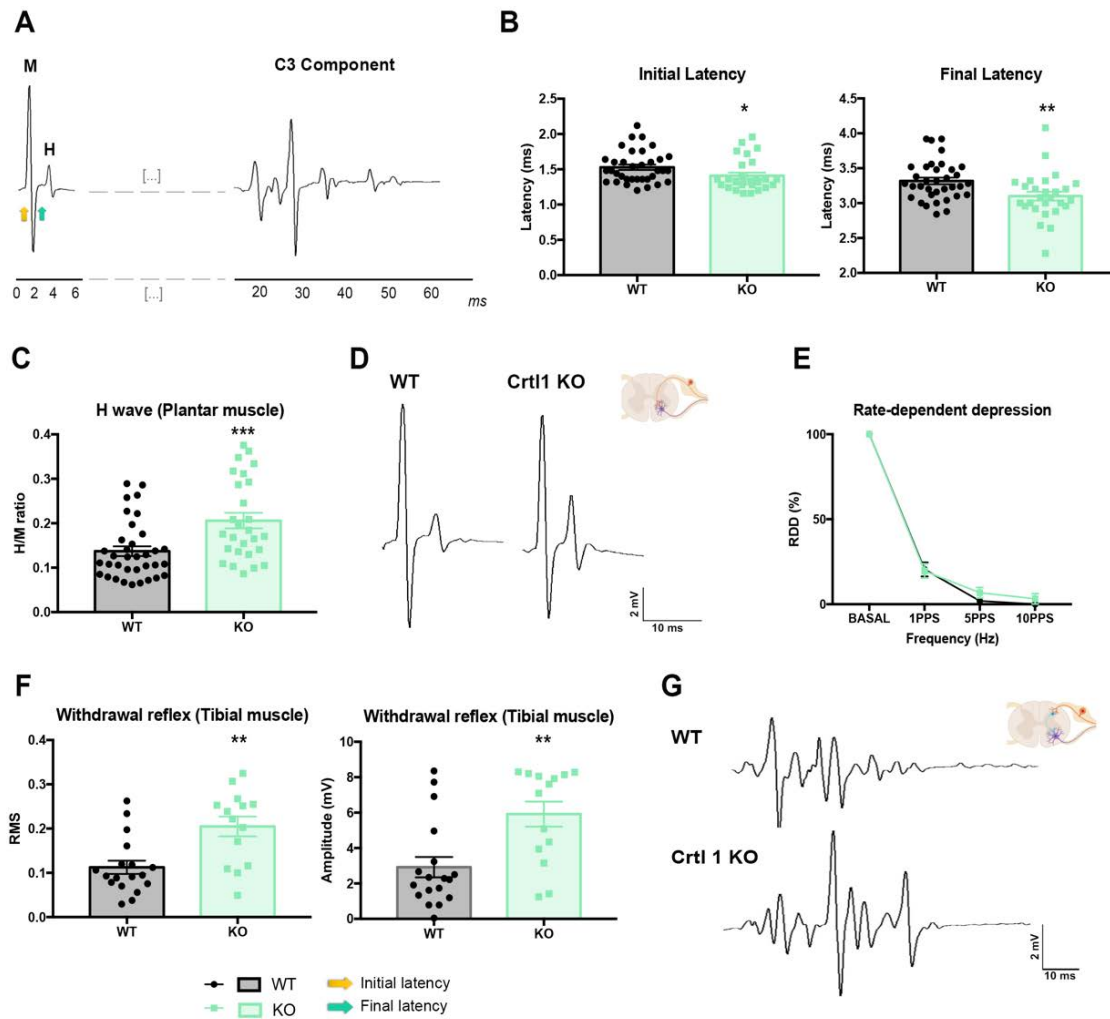 A
M
H
C3 Component
[...]
[...]
0 2 4 6 20 30 40 50 60 ms
B
Initial Latency
Latency (ms)
2.5
2.0
1.5
1.0
0.5
0.0
*
WT KO
Final Latency
Latency (ms)
4.5
4.0
3.5
3.0
2.5
2.0
**
WT KO
C
H wave (Plantar muscle)
H/M ratio
0.4
0.3
0.2
0.1
0.0
***
WT KO
D
WT Crtl1 KO
2 mV
10 ms
E
Rate-dependent depression
RDD (%)
100
50
0
BASAL 1PPS 5PPS 10PPS
Frequency (Hz)
F
Withdrawal reflex (Tibial muscle)
RMS
0.4
0.3
0.2
0.1
0.0
**
WT KO
Withdrawal reflex (Tibial muscle)
Amplitude (mV)
10
8
6
4
2
0
**
WT KO
G
WT
Crtl 1 KO
2 mV
10 ms
WT
KO
Initial latency
Final latency